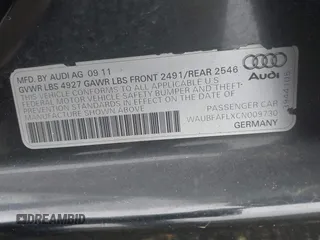 MFD. BY AUDI AG 09 11
GVWR LBS 4927 GAWR LBS FRONT 2491/REAR 2546
THIS VEHICLE CONFORMS TO ALL APPLICABLE
FEDERAL MOTOR VEHICLE SAFETY BUMPER AND THEFT-
PREVENTION STANDARDS IN EFFECT ON THE DATE OF
MANUFACTURE SHOWN ABOVE.
Audi
PASSENGER CAR
WAUBFAFLXCN009730
GERMANY
DREAMBID